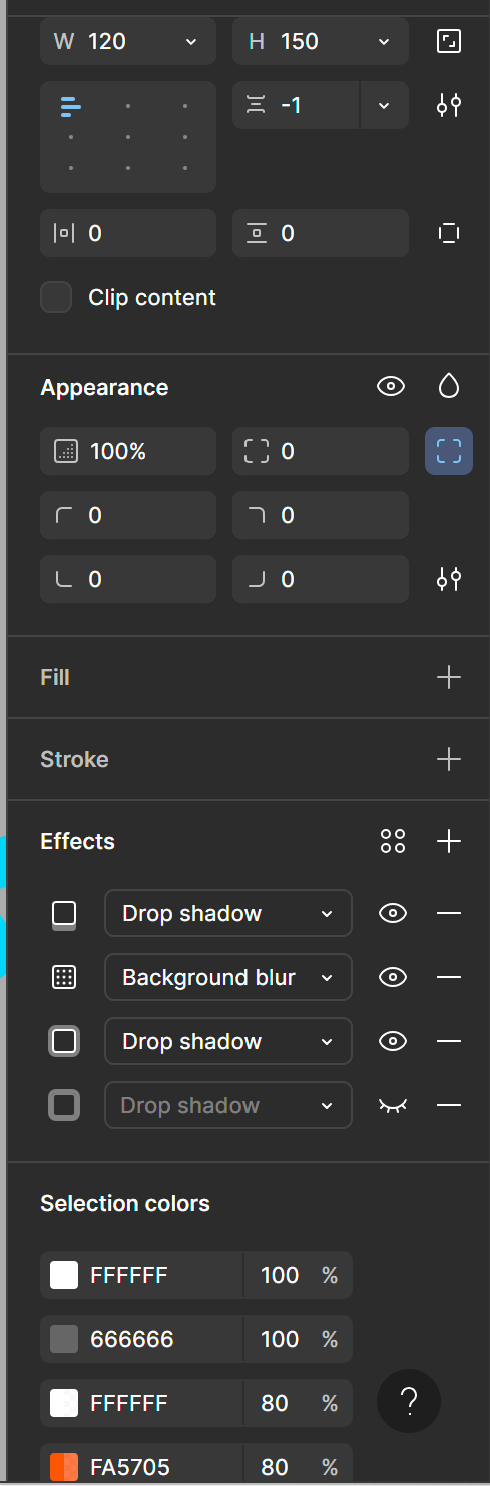 W 120 H 150
-1
0 0
Clip content
Appearance
100% 0
0 0
0 0
Fill
Stroke
Effects
Drop shadow
Background blur
Drop shadow
Drop shadow
Selection colors
FFFFFF 100 %
666666 100 %
FFFFFF 80 %
?
FA5705 80 %